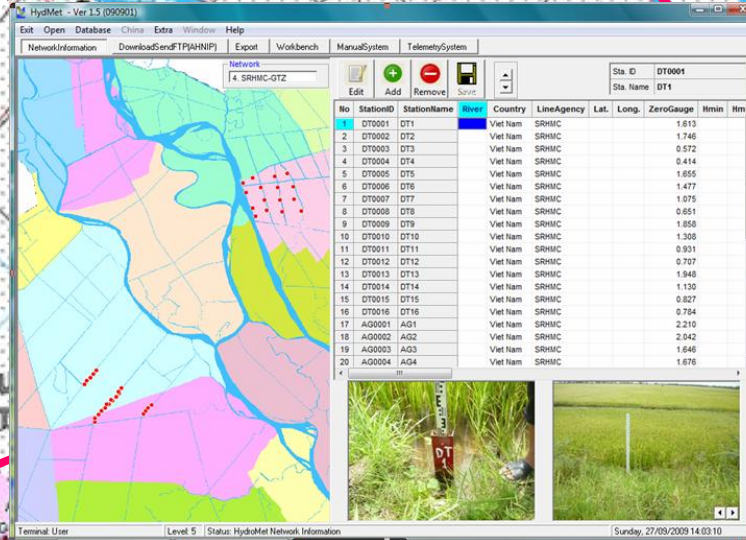 HydMet - Ver 1.5 (090901)
Exit Open Database China Extra Window Help
NetworkInformation DownloadSendFTP(AHNIP) Export Workbench ManualSystem TelemetrySystem
Network
4. SRHMC-GTZ
Edit Add Remove Save
Sta. ID DT0001
Sta. Name DT1
No StationID StationName River Country LineAgency Lat. Long. ZeroGauge Hmin Hm
1 DT0001 DT1 Viet Nam SRHMC 1.613
2 DT0002 DT2 Viet Nam SRHMC 1.746
3 DT0003 DT3 Viet Nam SRHMC 0.572
4 DT0004 DT4 Viet Nam SRHMC 0.414
5 DT0005 DT5 Viet Nam SRHMC 1.655
6 DT0006 DT6 Viet Nam SRHMC 1.477
7 DT0007 DT7 Viet Nam SRHMC 1.075
8 DT0008 DT8 Viet Nam SRHMC 0.651
9 DT0009 DT9 Viet Nam SRHMC 1.858
10 DT0010 DT10 Viet Nam SRHMC 1.308
11 DT0011 DT11 Viet Nam SRHMC 0.931
12 DT0012 DT12 Viet Nam SRHMC 0.707
13 DT0013 DT13 Viet Nam SRHMC 1.948
14 DT0014 DT14 Viet Nam SRHMC 1.130
15 DT0015 DT15 Viet Nam SRHMC 0.827
16 DT0016 DT16 Viet Nam SRHMC 0.784
17 AG0001 AG1 Viet Nam SRHMC 2.210
18 AG0002 AG2 Viet Nam SRHMC 2.042
19 AG0003 AG3 Viet Nam SRHMC 1.646
20 AG0004 AG4 Viet Nam SRHMC 1.676
DT
1
Terminal: User Level: 5 Status: HydroMet Network Information Sunday, 27/09/2009 14:03:10